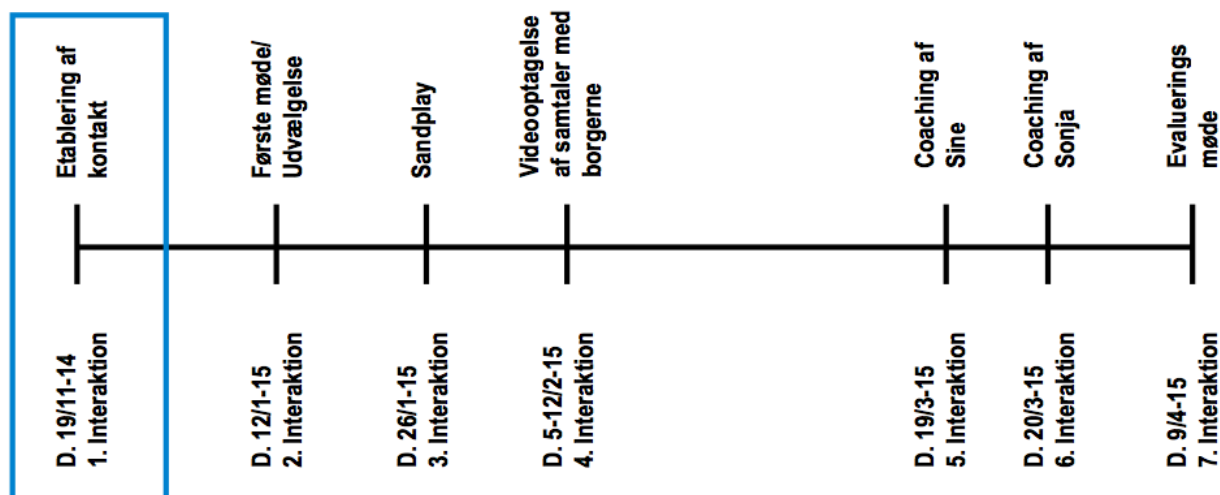 Etablering af
kontakt
D. 19/11-14
1. Interaktion
Første møde/
Udvælgelse
D. 12/1-15
2. Interaktion
Sandplay
D. 26/1-15
3. Interaktion
Videooptagelse
af samtaler med
borgerne
D. 5-12/2-15
4. Interaktion
Coaching af
Sine
D. 19/3-15
5. Interaktion
Coaching af
Sonja
D. 20/3-15
6. Interaktion
Evaluerings
møde
D. 9/4-15
7. Interaktion